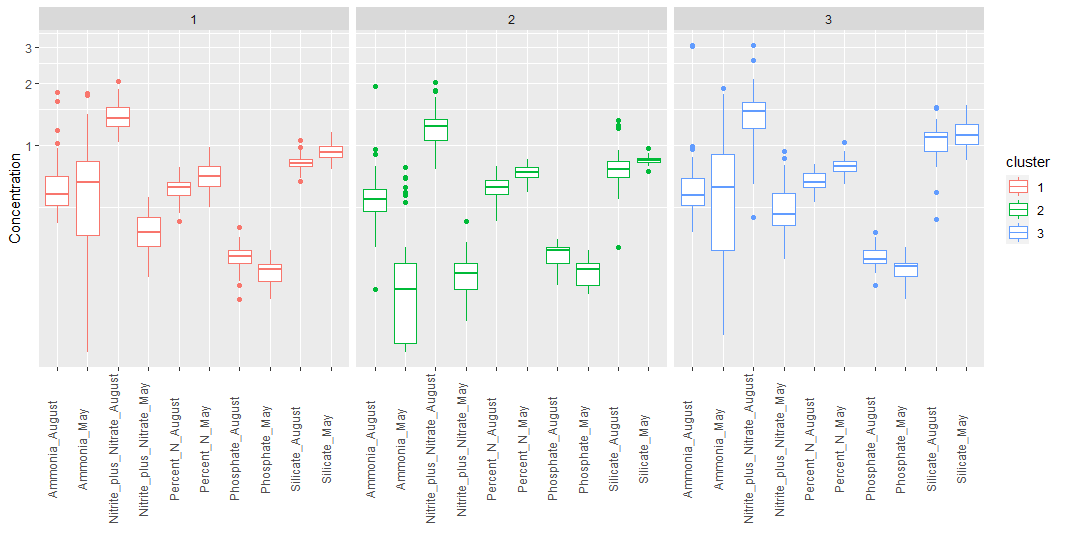 1
2
3
3
2
1
Concentration
Ammonia_August
Ammonia_May
Nitrite_plus_Nitrate_August
Nitrite_plus_Nitrate_May
Percent_N_August
Percent_N_May
Phosphate_August
Phosphate_May
Silicate_August
Silicate_May
Ammonia_August
Ammonia_May
Nitrite_plus_Nitrate_August
Nitrite_plus_Nitrate_May
Percent_N_August
Percent_N_May
Phosphate_August
Phosphate_May
Silicate_August
Silicate_May
Ammonia_August
Ammonia_May
Nitrite_plus_Nitrate_August
Nitrite_plus_Nitrate_May
Percent_N_August
Percent_N_May
Phosphate_August
Phosphate_May
Silicate_August
Silicate_May
cluster
1
2
3